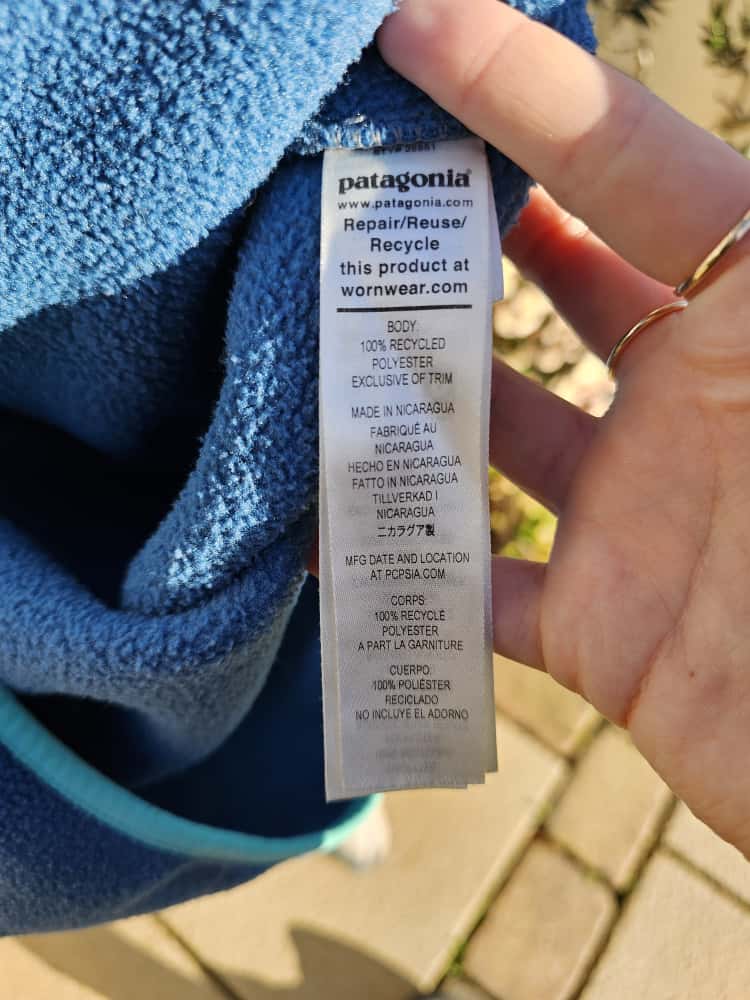 patagonia®
www.patagonia.com
Repair/Reuse/
Recycle
this product at
wornwear.com
BODY:
100% RECYCLED
POLYESTER
EXCLUSIVE OF TRIM
MADE IN NICARAGUA
FABRIQUÉ AU
NICARAGUA
HECHO EN NICARAGUA
FATTO IN NICARAGUA
TILLVERKAD I
NICARAGUA
ニカラグア製
MFG DATE AND LOCATION
AT PCPSIA.COM
CORPS:
100% RECYCLÉ
POLYESTER
A PART LA GARNITURE
CUERPO:
100% POLIÉSTER
RECICLADO
NO INCLUYE EL ADORNO